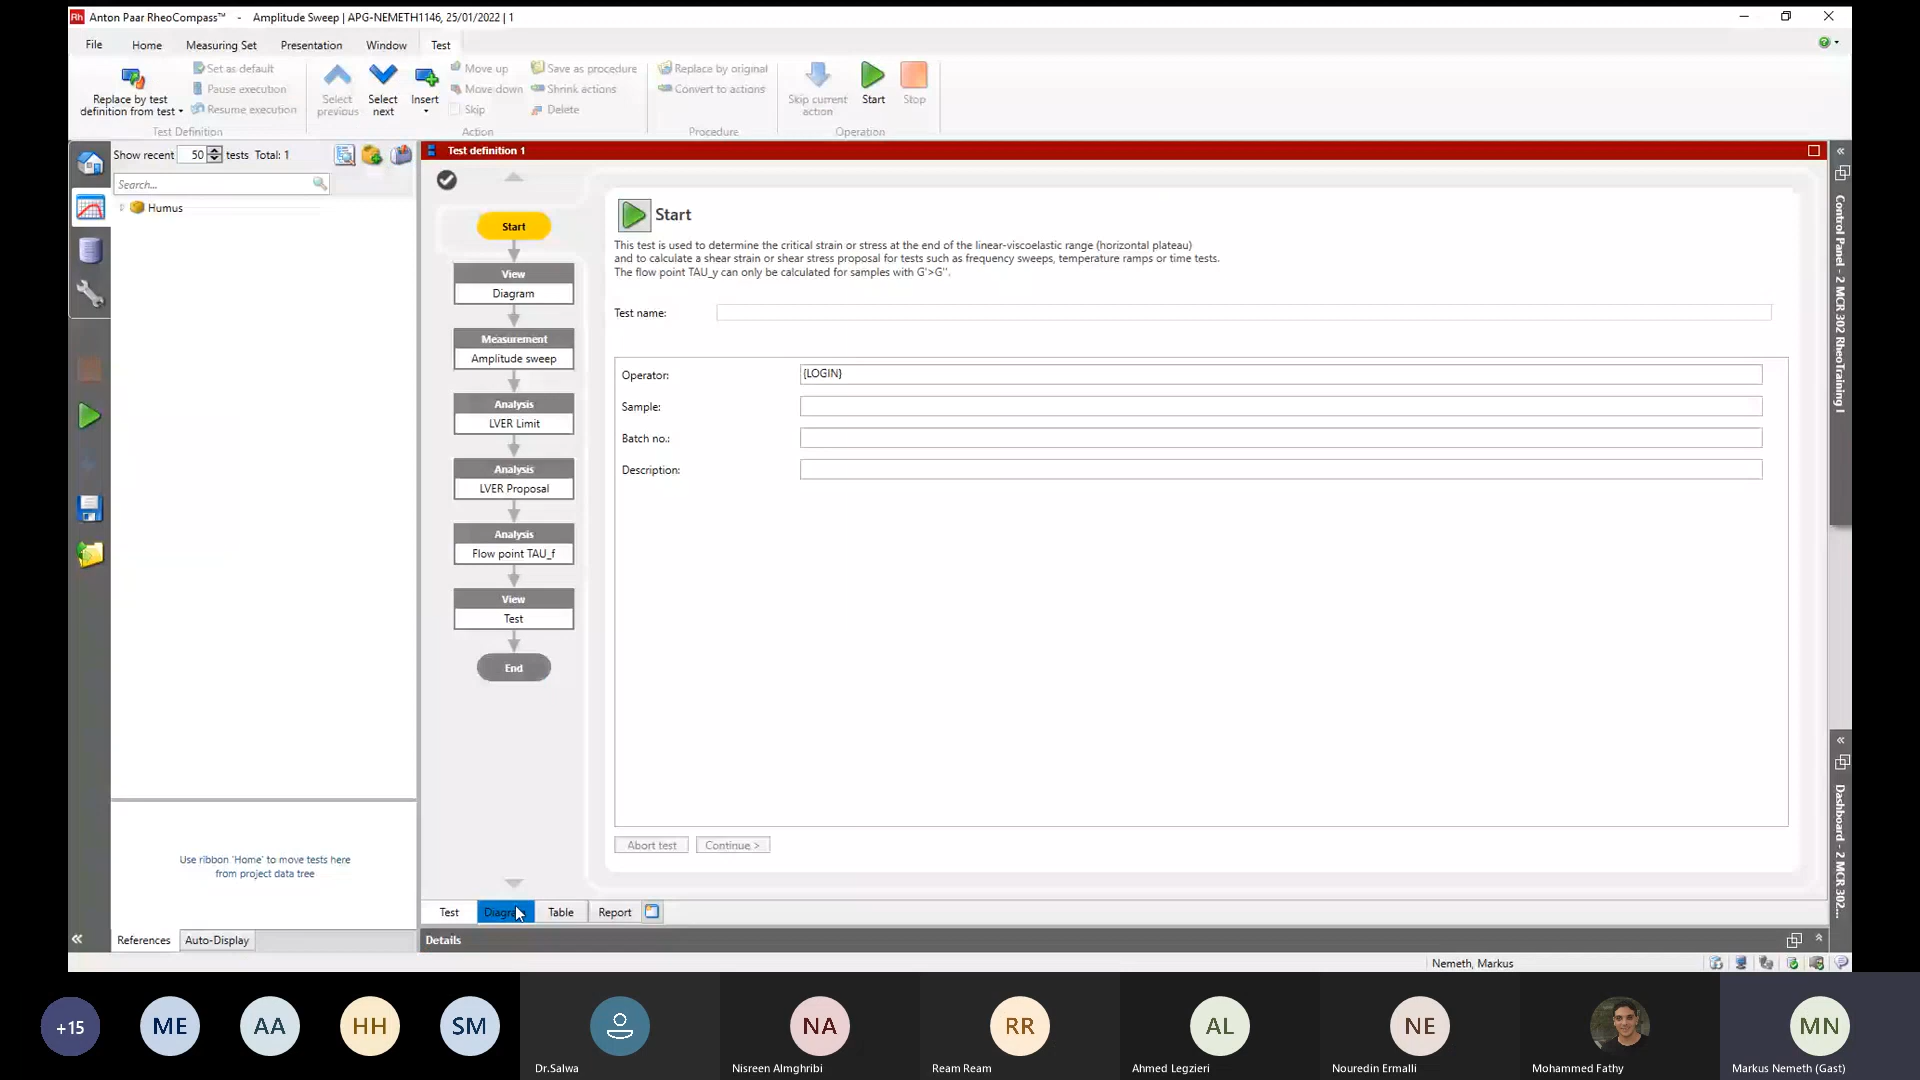 Rh Anton Paar RheoCompass™ - Amplitude Sweep | APG-NEMETH1146, 25/01/2022 | 1
File Home Measuring Set Presentation Window Test
Replace by test definition from test
Set as default
Pause execution
Resume execution
Test Definition
Select previous
Select next
Insert
Move up
Move down
Skip
Save as procedure
Shrink actions
Delete
Action
Replace by original
Convert to actions
Procedure
Skip current action
Start
Stop
Operation
Show recent 50 tests Total: 1
Search...
Humus
Use ribbon 'Home' to move tests here
from project data tree
References Auto-Display
Test definition 1
Start
View
Diagram
Measurement
Amplitude sweep
Analysis
LVER Limit
Analysis
LVER Proposal
Analysis
Flow point TAU_f
View
Test
End
Start
This test is used to determine the critical strain or stress at the end of the linear-viscoelastic range (horizontal plateau)
and to calculate a shear strain or shear stress proposal for tests such as frequency sweeps, temperature ramps or time tests.
The flow point TAU_y can only be calculated for samples with G'>G''.
Test name:
Operator: {LOGIN}
Sample:
Batch no.:
Description:
Abort test Continue >
Test Diagram Table Report
Details
Control Panel - 2 MCR 302 RheoTraining I
Dashboard - 2 MCR 302...
Nemeth, Markus
+15 ME AA HH SM NA RR AL NE MN
Dr.Salwa Nisreen Almghribi Ream Ream Ahmed Legzieri Nouredin Ermalli Mohammed Fathy Markus Nemeth (Gast)